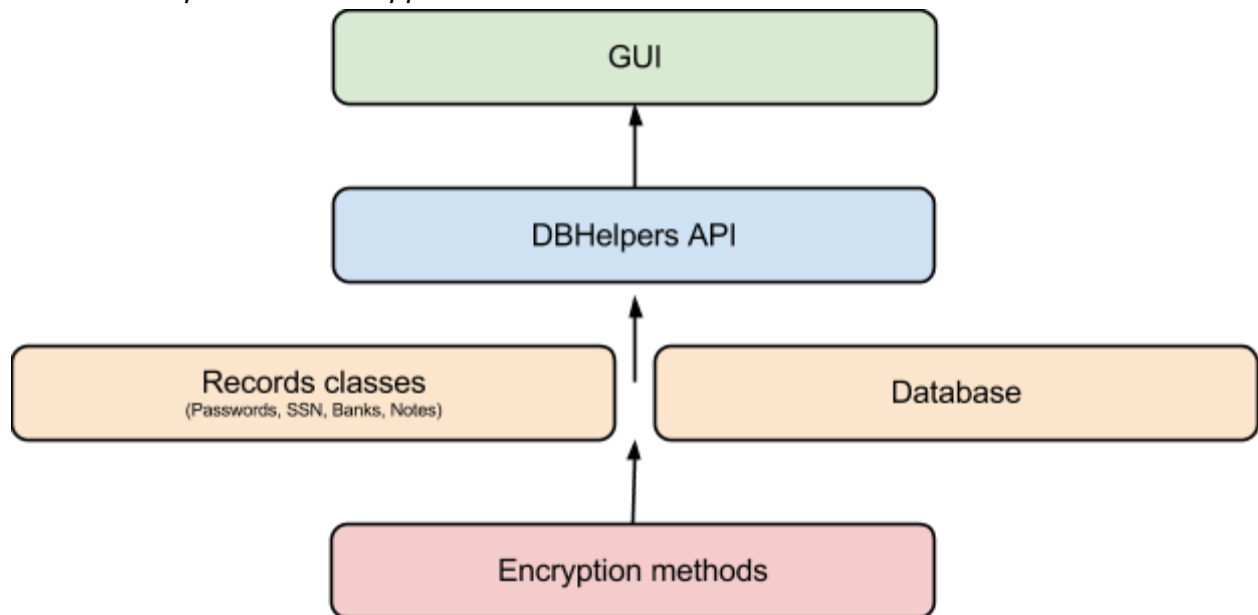 GUI
DBHelpers API
Records classes
(Passwords, SSN, Banks, Notes)
Database
Encryption methods